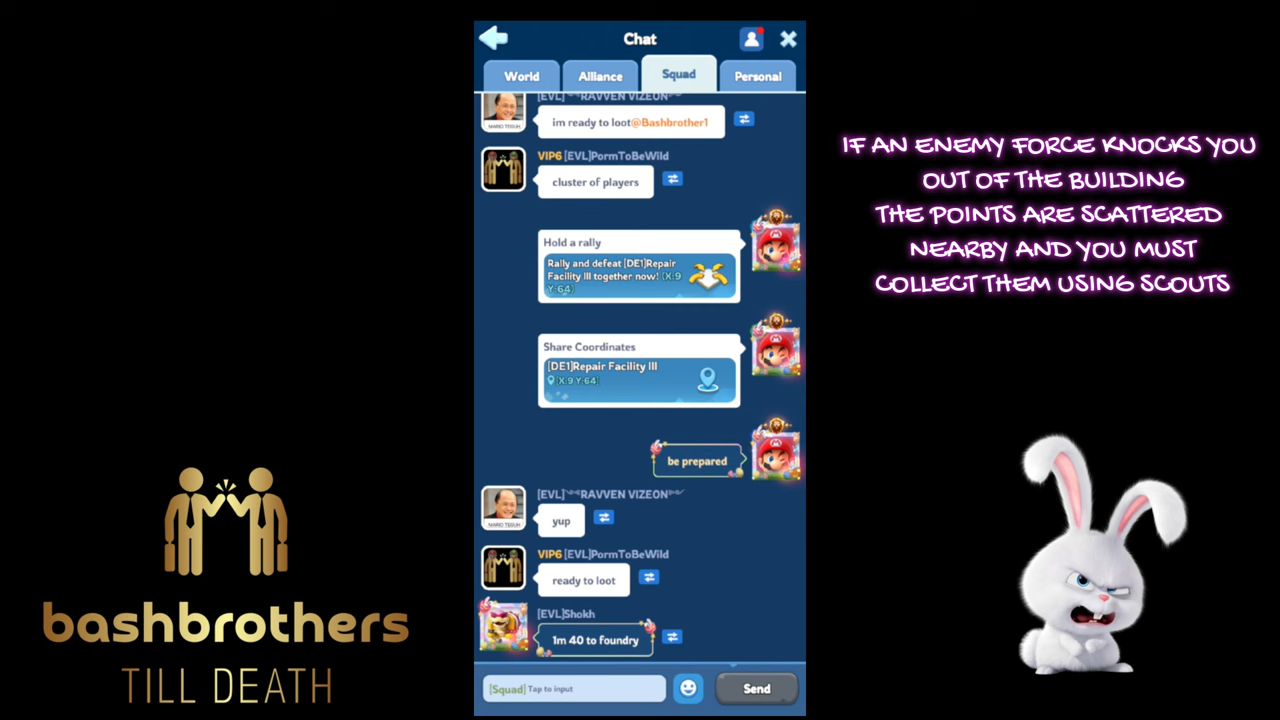 Chat
World
Alliance
Squad
Personal
[EVL]~RAVVEN VIZEON~
im ready to loot@Bashbrother1
VIP6 [EVL]PormToBeWild
cluster of players
Hold a rally
Rally and defeat [DE1]Repair
Facility III together now! (X:9
Y:64)
Share Coordinates
[DE1]Repair Facility III
(X:9 Y:64)
be prepared
[EVL]~RAVVEN VIZEON~
yup
VIP6 [EVL]PormToBeWild
ready to loot
[EVL]Shokh
1m 40 to foundry
[Squad] Tap to input
Send
IF AN ENEMY FORCE KNOCKS YOU
OUT OF THE BUILDING
THE POINTS ARE SCATTERED
NEARBY AND YOU MUST
COLLECT THEM USING SCOUTS
bashbrothers
TILL DEATH